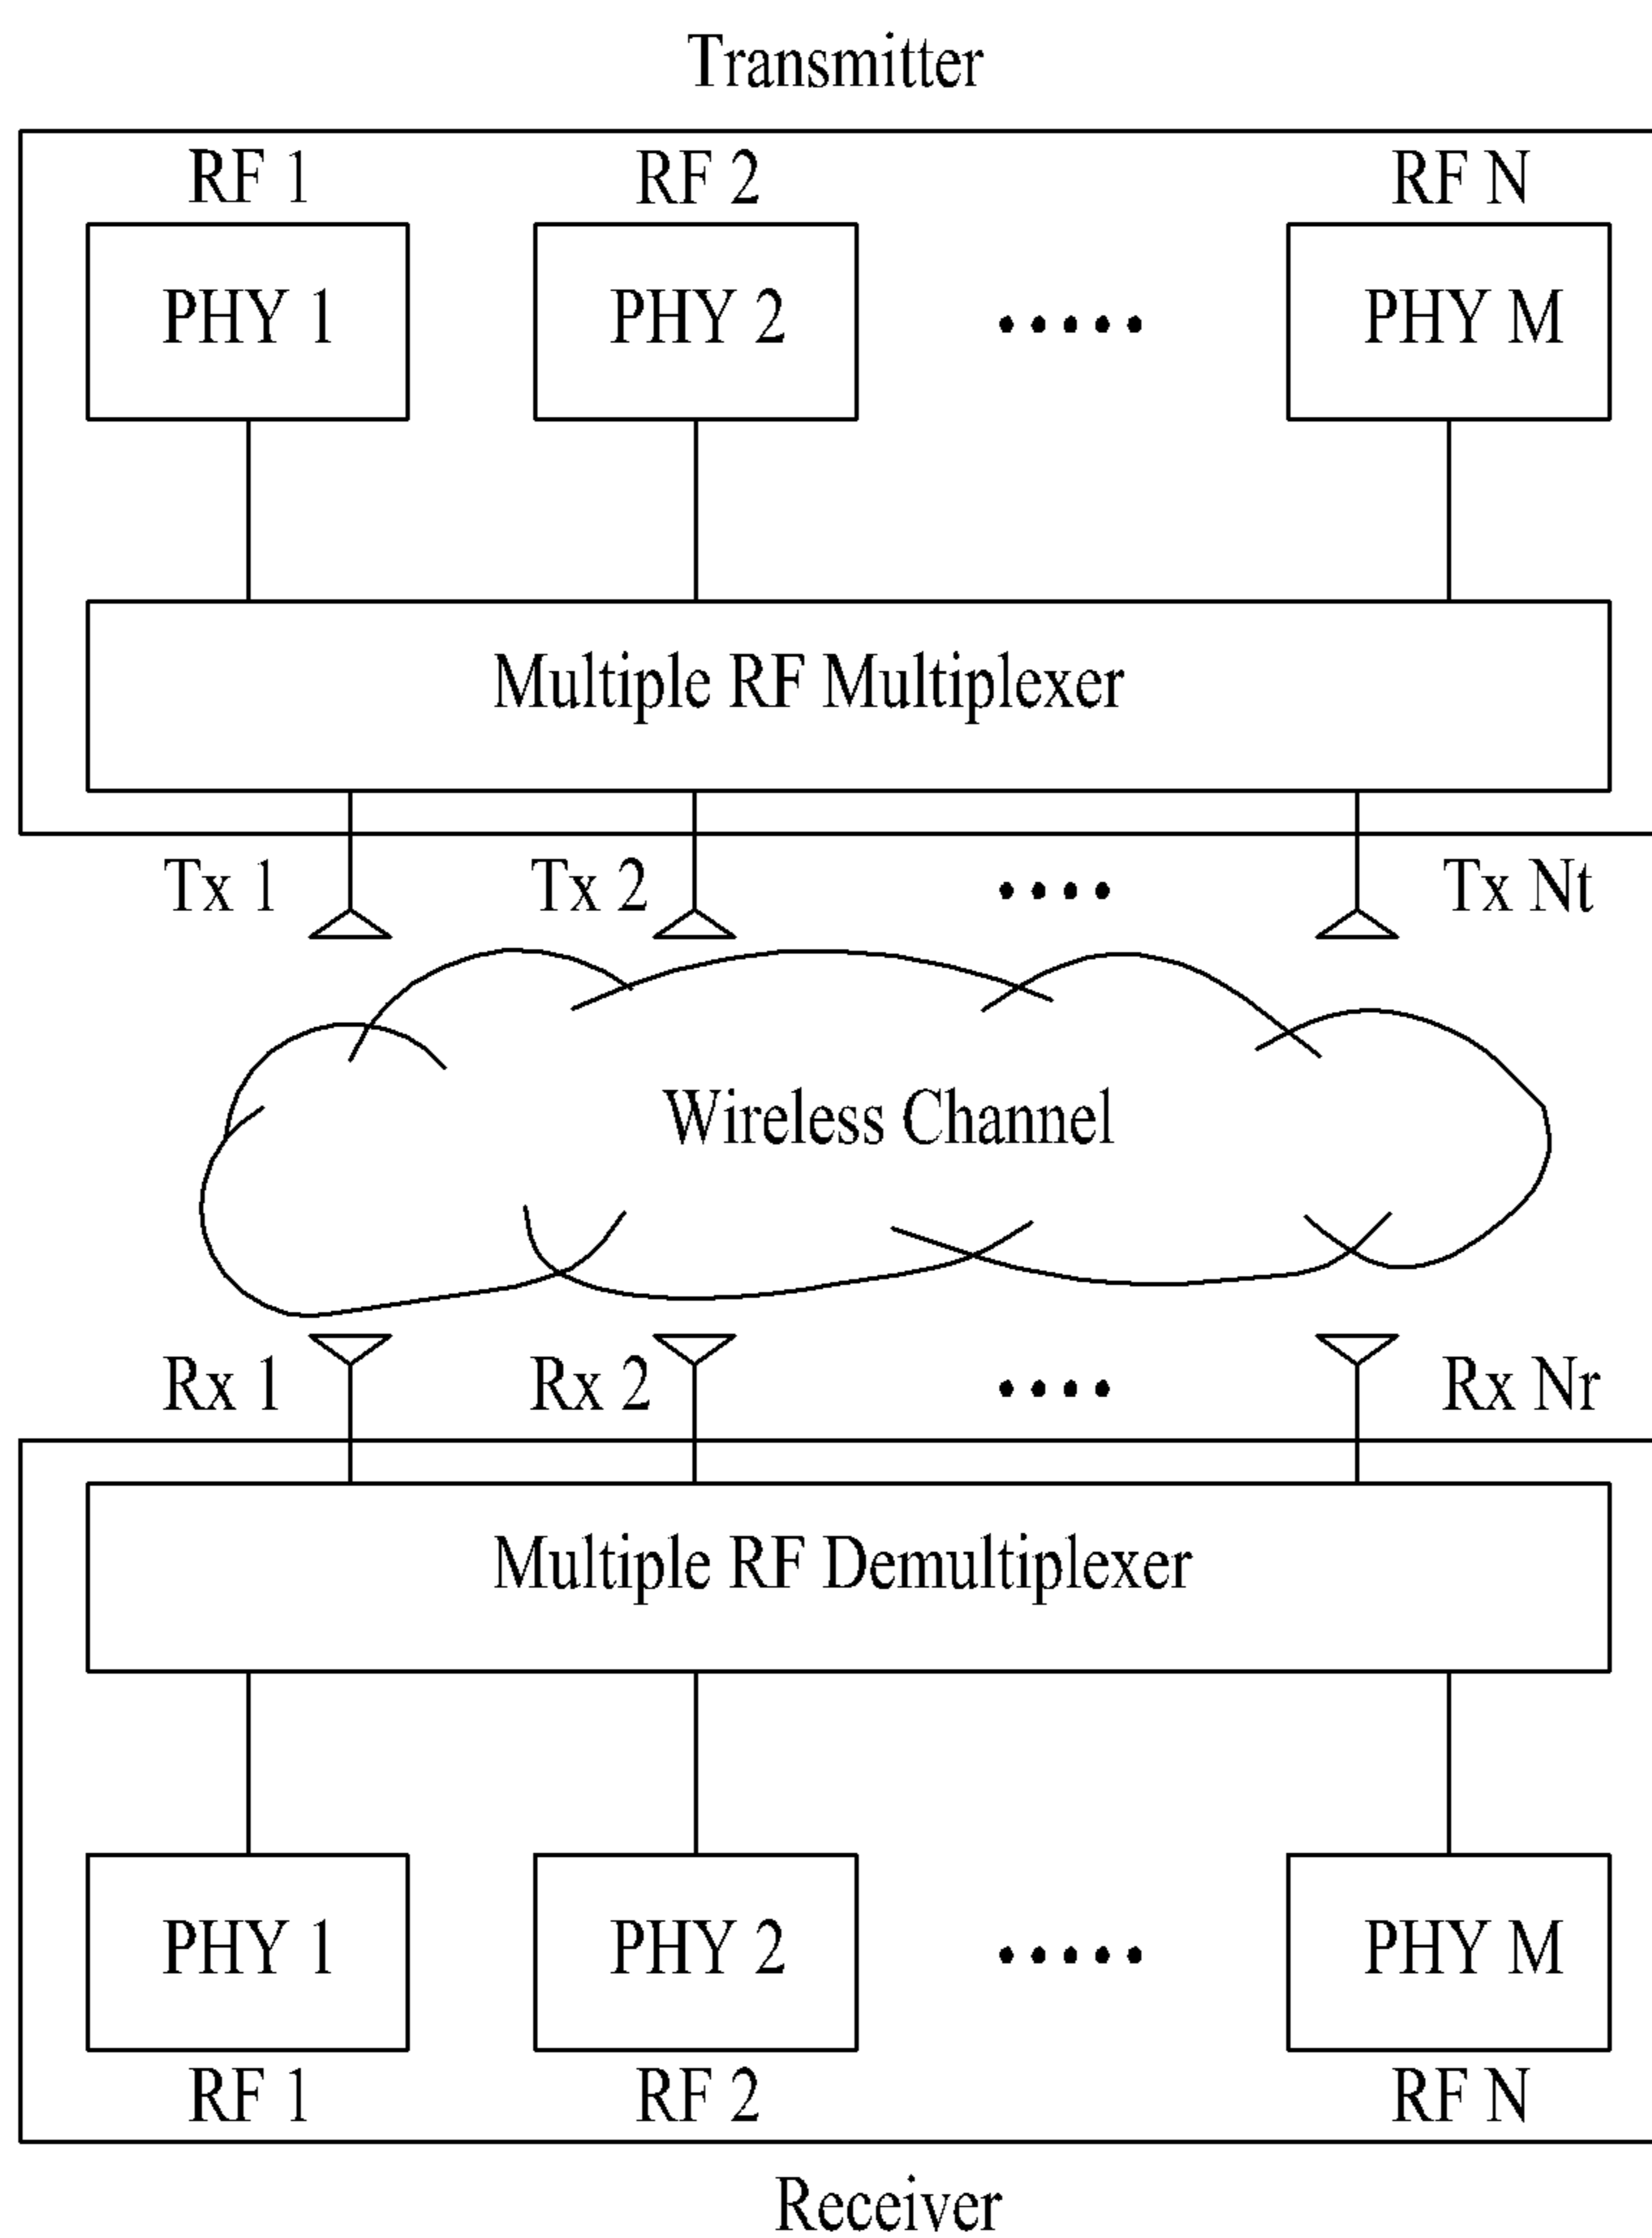 Transmitter
RF 1 RF 2 RF N
PHY 1 PHY 2 PHY M
Multiple RF Multiplexer
Tx 1 Tx 2 Tx Nt
Wireless Channel
Rx 1 Rx 2 Rx Nr
Multiple RF Demultiplexer
PHY 1 PHY 2 PHY M
RF 1 RF 2 RF N
Receiver